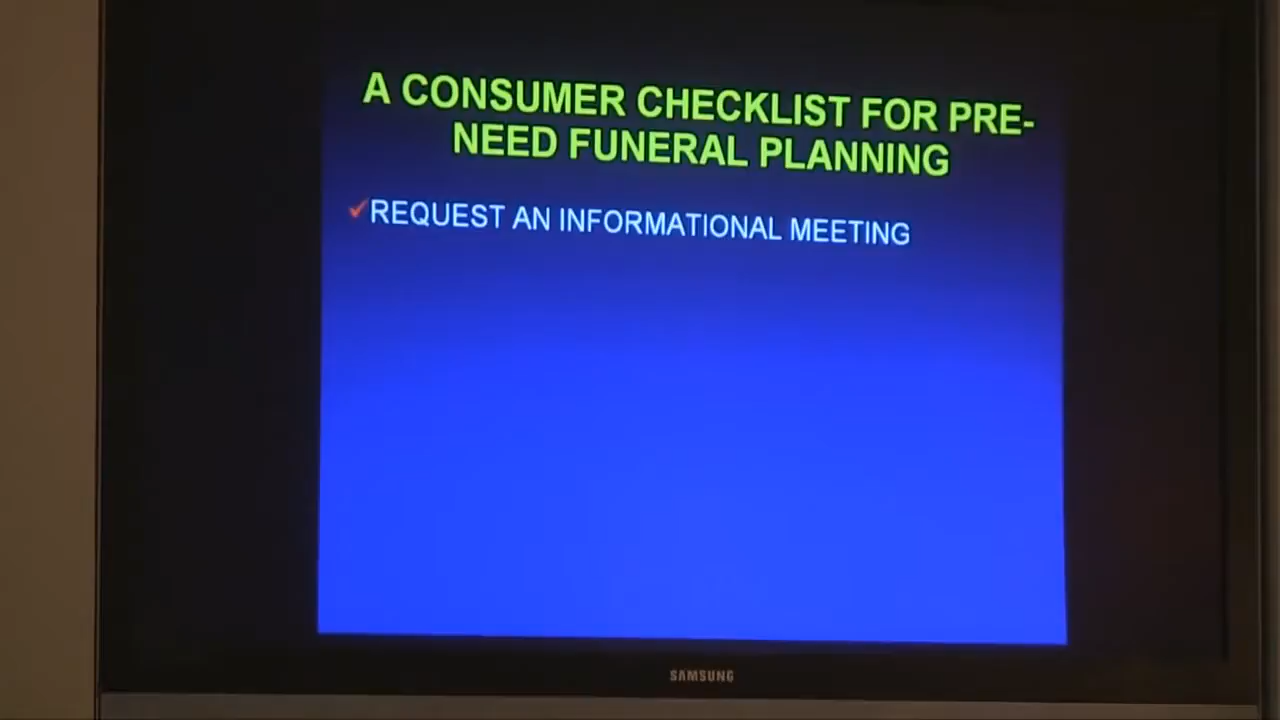 A CONSUMER CHECKLIST FOR PRE-
NEED FUNERAL PLANNING
✓REQUEST AN INFORMATIONAL MEETING
SAMSUNG